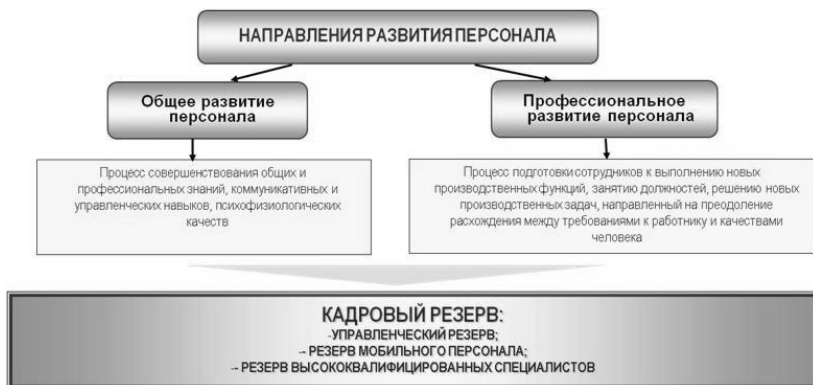 НАПРАВЛЕНИЯ РАЗВИТИЯ ПЕРСОНАЛА
Общее развитие
персонала
Профессиональное
развитие персонала
Процесс совершенствования общих и
профессиональных знаний, коммуникативных и
управленческих навыков, психофизиологических
качеств
Процесс подготовки сотрудников к выполнению новых
производственных функций, занятию должностей, решению новых
производственных задач, направленный на преодоление
расхождения между требованиями к работнику и качествами
человека
КАДРОВЫЙ РЕЗЕРВ:
-УПРАВЛЕНЧЕСКИЙ РЕЗЕРВ;
-- РЕЗЕРВ МОБИЛЬНОГО ПЕРСОНАЛА;
-- РЕЗЕРВ ВЫСОКОКВАЛИФИЦИРОВАННЫХ СПЕЦИАЛИСТОВ